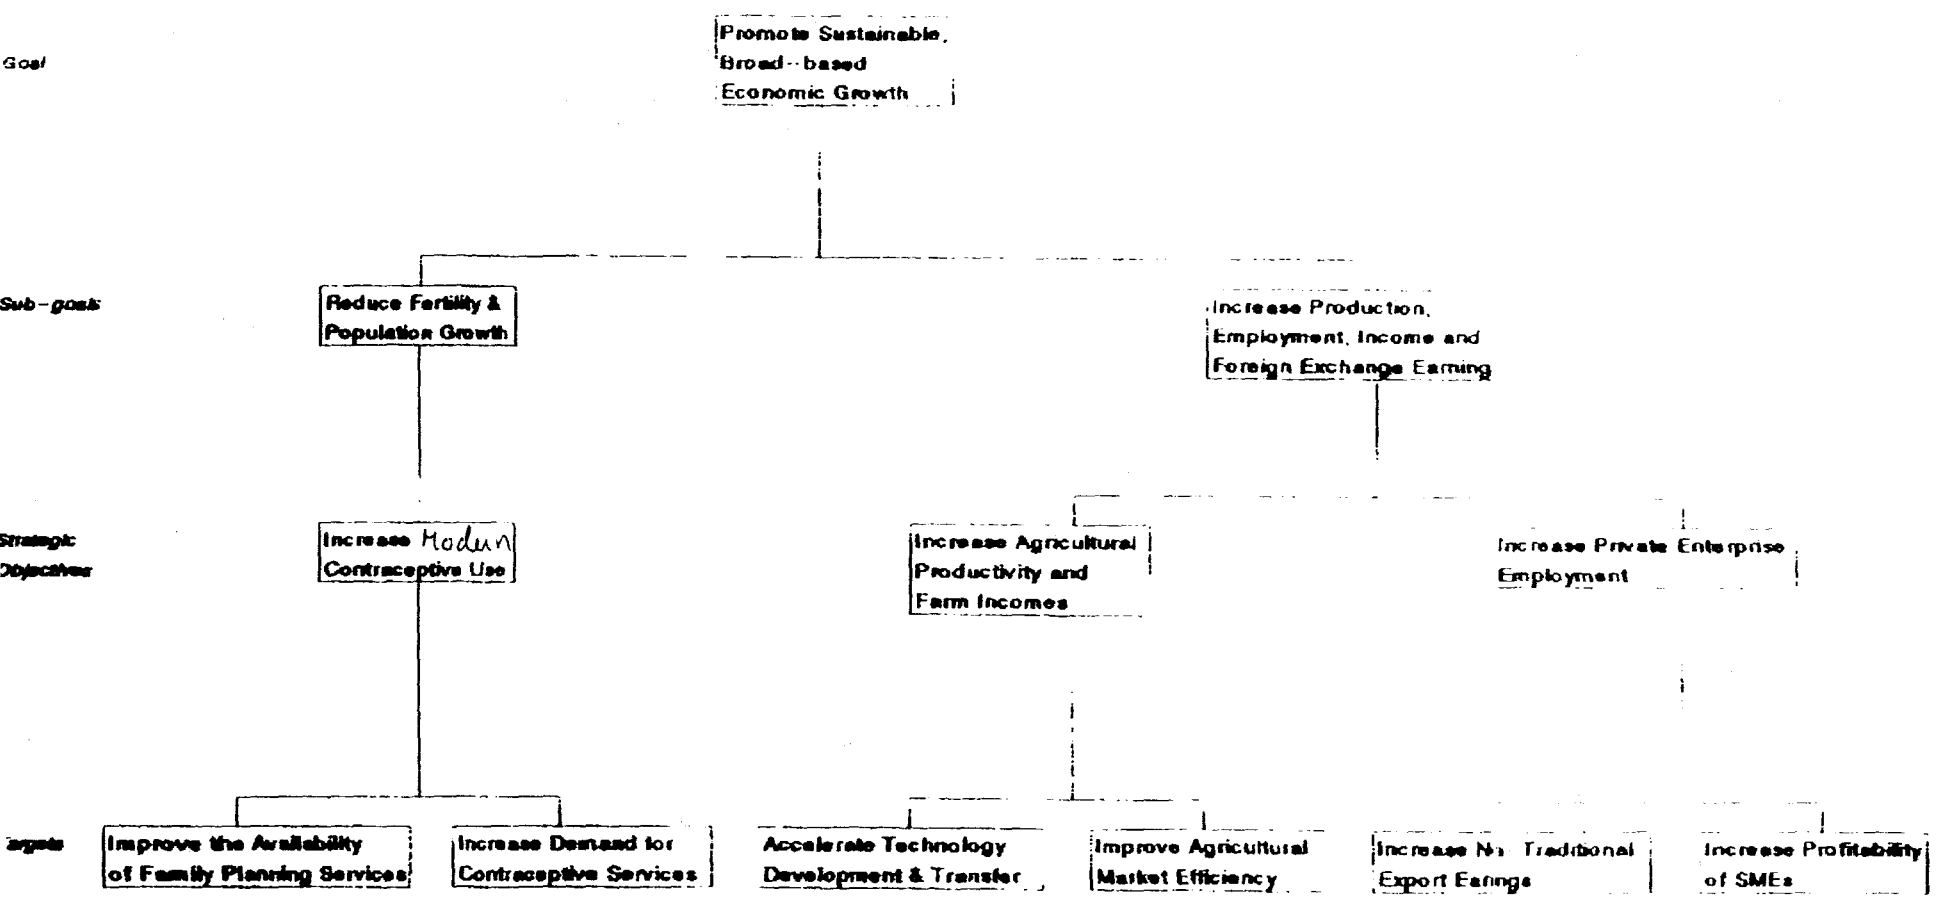 Goal
Promote Sustainable,
Broad-based
Economic Growth
Sub-goals
Reduce Fertility &
Population Growth
Increase Production,
Employment, Income and
Foreign Exchange Earning
Strategic
Objectives
Increase Modern
Contraceptive Use
Increase Agricultural
Productivity and
Farm Incomes
Increase Private Enterprise
Employment
argets
Improve the Availability
of Family Planning Services
Increase Demand for
Contraceptive Services
Accelerate Technology
Development & Transfer
Improve Agricultural
Market Efficiency
Increase Traditional
Export Earings
Increase Profitability
of SMEs